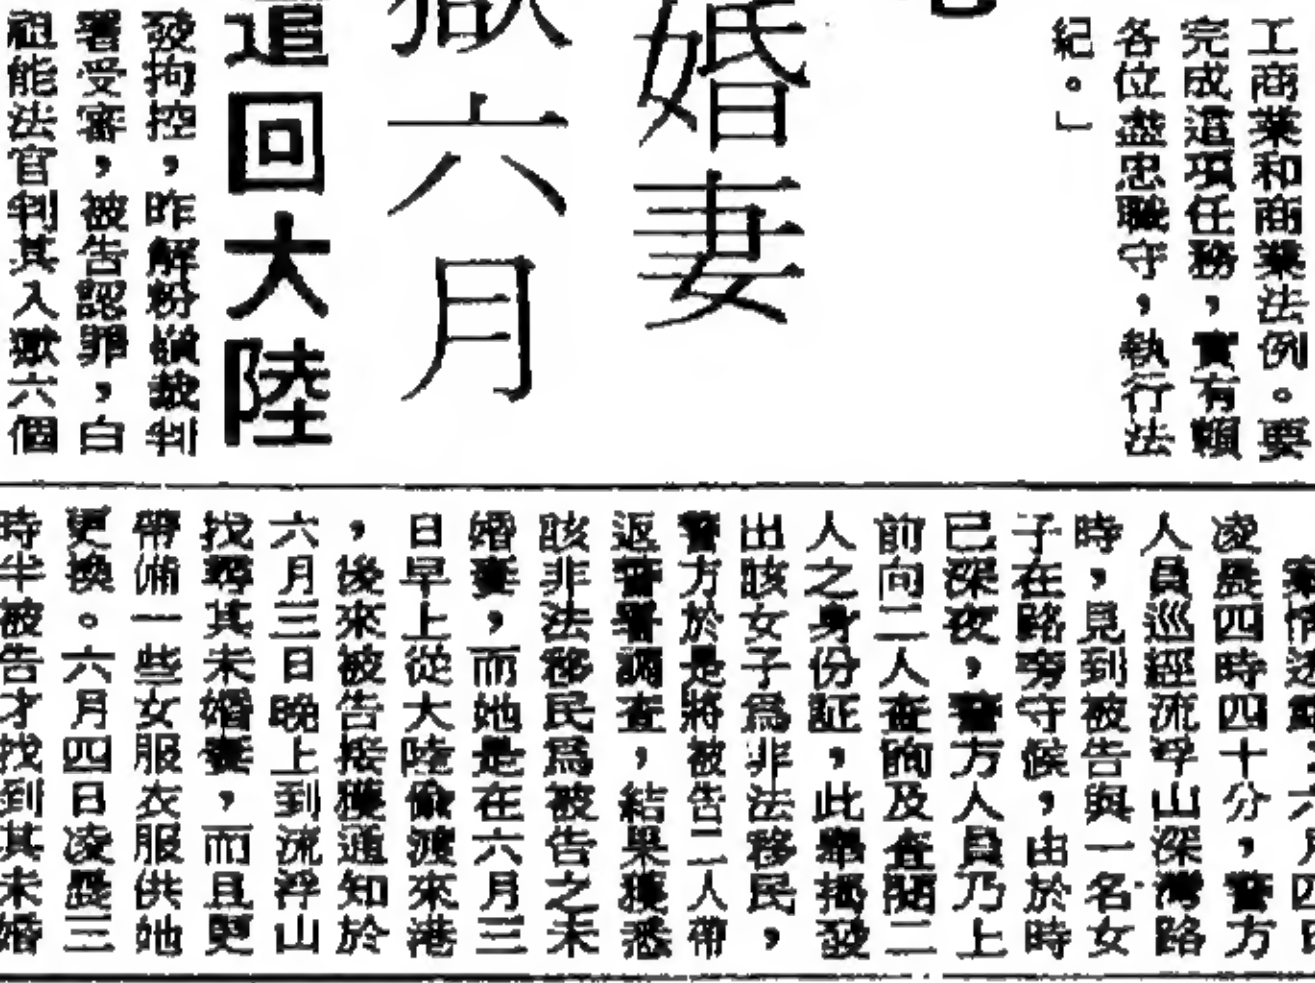 工商業和商業法例。要
完成這項任務，實有賴
各位盡忠職守，執行法
紀。」
婚妻
獄六月
追回大陸
發拘控，昨解粉嶺裁判
署受審，被告認罪，白
祖能法官判其入獄六個
案情透露：六月四日
凌晨四時四十分，警方
人員巡經流浮山深灣路
時，見到被告與一名女
子在路旁守候，由於時
已深夜，警方人員乃上
前向二人查詢及查閱二
人之身份証，此舉揭發
出該女子為非法移民，
警方於是將被告二人帶
返警署調查，結果獲悉
該非法移民為被告之未
婚妻，而她是在六月三
日早上從大陸偷渡來港
，後來被告接獲通知於
六月三日晚上到流浮山
找尋其未婚妻，而且更
帶備一些女服衣服供她
更換。六月四日凌晨三
時半被告才找到其未婚